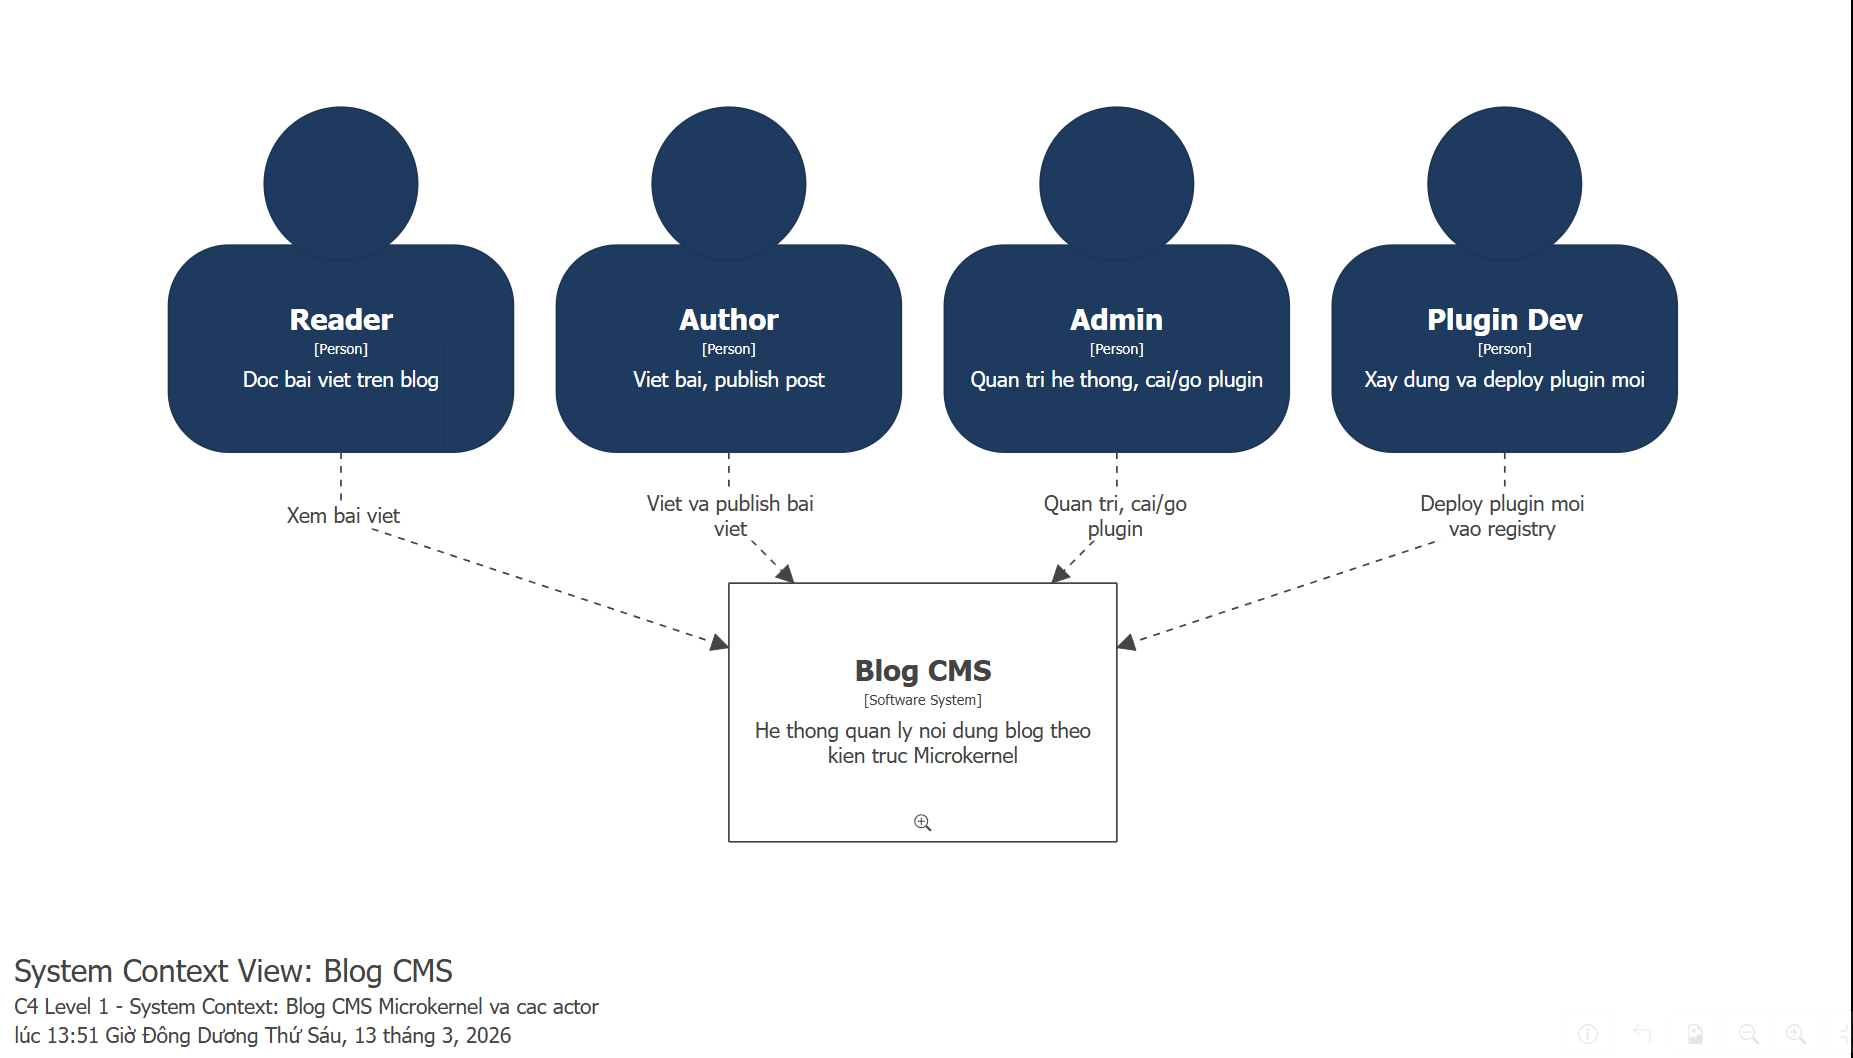 Reader
[Person]
Doc bai viet tren blog
Author
[Person]
Viet bai, publish post
Admin
[Person]
Quan tri he thong, cai/go plugin
Plugin Dev
[Person]
Xay dung va deploy plugin moi
Xem bai viet
Viet va publish bai
viet
Quan tri, cai/go
plugin
Deploy plugin moi
vao registry
Blog CMS
[Software System]
He thong quan ly noi dung blog theo
kien truc Microkernel
System Context View: Blog CMS
C4 Level 1 - System Context: Blog CMS Microkernel va cac actor
lúc 13:51 Giờ Đông Dương Thứ Sáu, 13 tháng 3, 2026